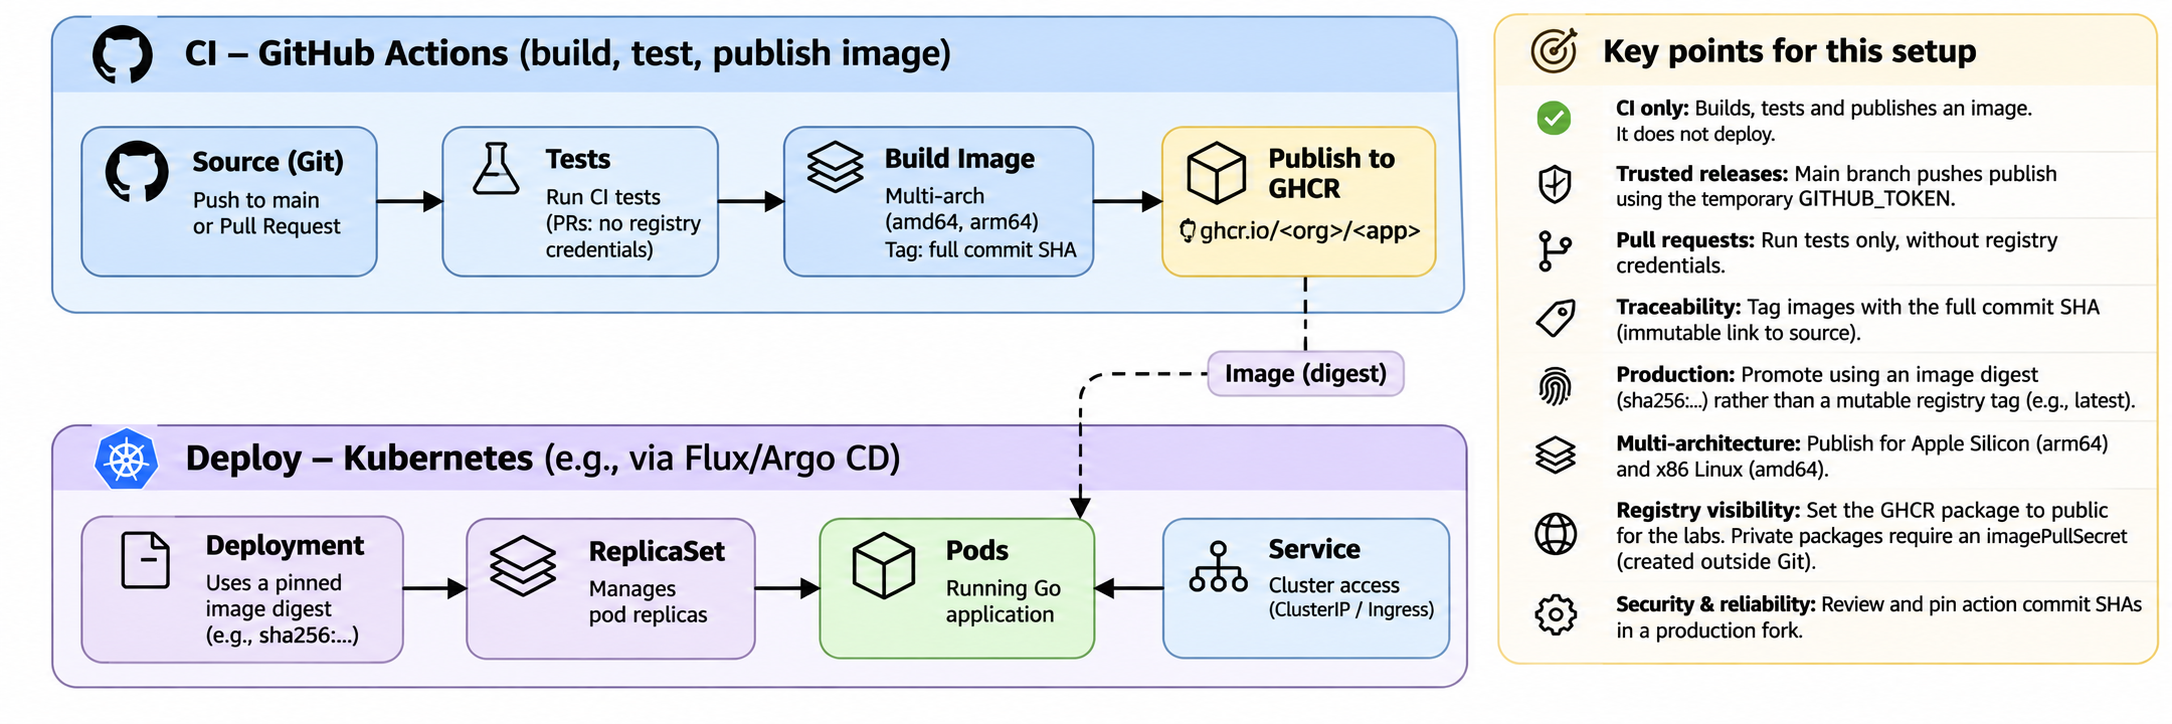 CI – GitHub Actions (build, test, publish image)
Source (Git)
Push to main
or Pull Request
Tests
Run CI tests
(PRs: no registry
credentials)
Build Image
Multi-arch
(amd64, arm64)
Tag: full commit SHA
Publish to
GHCR
ghcr.io/<org>/<app>
Image (digest)
Deploy – Kubernetes (e.g., via Flux/Argo CD)
Deployment
Uses a pinned
image digest
(e.g., sha256:...)
ReplicaSet
Manages
pod replicas
Pods
Running Go
application
Service
Cluster access
(ClusterIP / Ingress)
Key points for this setup
CI only: Builds, tests and publishes an image.
It does not deploy.
Trusted releases: Main branch pushes publish
using the temporary GITHUB_TOKEN.
Pull requests: Run tests only, without registry
credentials.
Traceability: Tag images with the full commit SHA
(immutable link to source).
Production: Promote using an image digest
(sha256:...) rather than a mutable registry tag (e.g., latest).
Multi-architecture: Publish for Apple Silicon (arm64)
and x86 Linux (amd64).
Registry visibility: Set the GHCR package to public
for the labs. Private packages require an imagePullSecret
(created outside Git).
Security & reliability: Review and pin action commit SHAs
in a production fork.